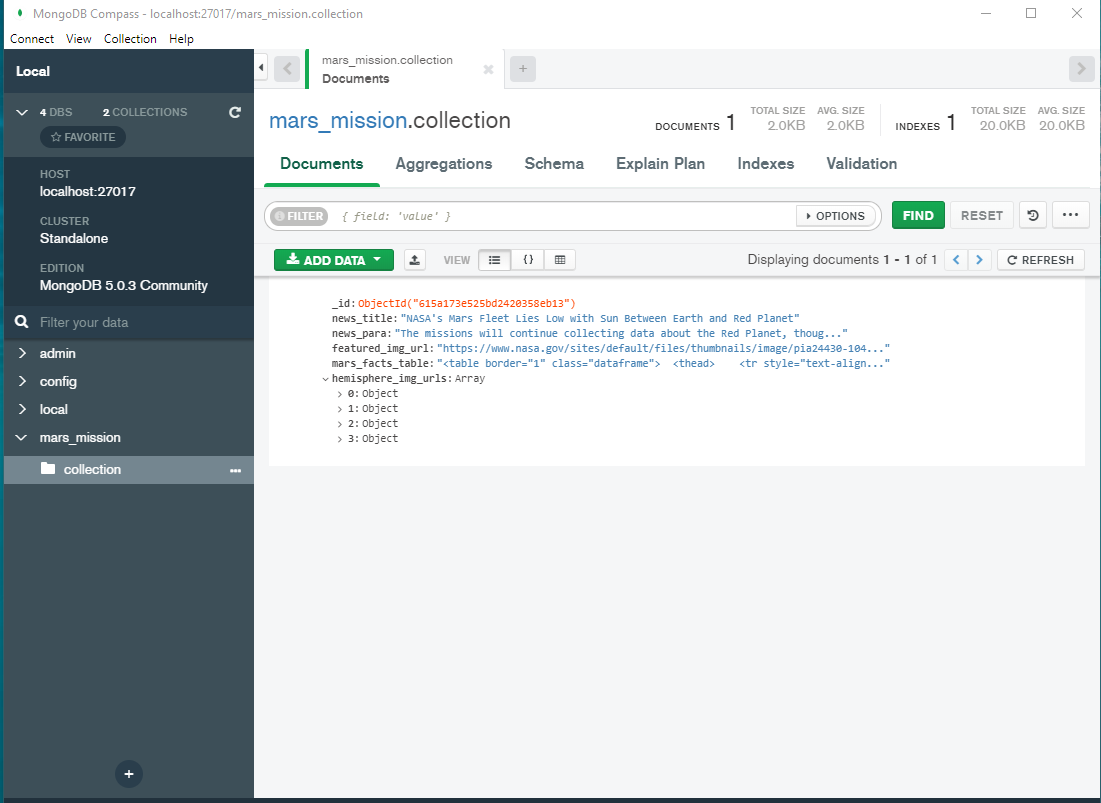 MongoDB Compass - localhost:27017/mars_mission.collection
Connect View Collection Help
Local
4 DBS 2 COLLECTIONS
FAVORITE
HOST
localhost:27017
CLUSTER
Standalone
EDITION
MongoDB 5.0.3 Community
Filter your data
admin
config
local
mars_mission
collection
mars_mission.collection
Documents
mars_mission.collection
DOCUMENTS 1
TOTAL SIZE
2.0KB
AVG. SIZE
2.0KB
INDEXES 1
TOTAL SIZE
20.0KB
AVG. SIZE
20.0KB
Documents Aggregations Schema Explain Plan Indexes Validation
FILTER { field: 'value' } OPTIONS FIND RESET
ADD DATA VIEW { } Displaying documents 1 - 1 of 1 REFRESH
_id: ObjectId("615a173e525bd2420358eb13")
news_title: "NASA's Mars Fleet Lies Low with Sun Between Earth and Red Planet"
news_para: "The missions will continue collecting data about the Red Planet, thoug..."
featured_img_url: "https://www.nasa.gov/sites/default/files/thumbnails/image/pia24430-104..."
mars_facts_table: "<table border="1" class="dataframe"> <thead> <tr style="text-align..."
hemisphere_img_urls: Array
0: Object
1: Object
2: Object
3: Object